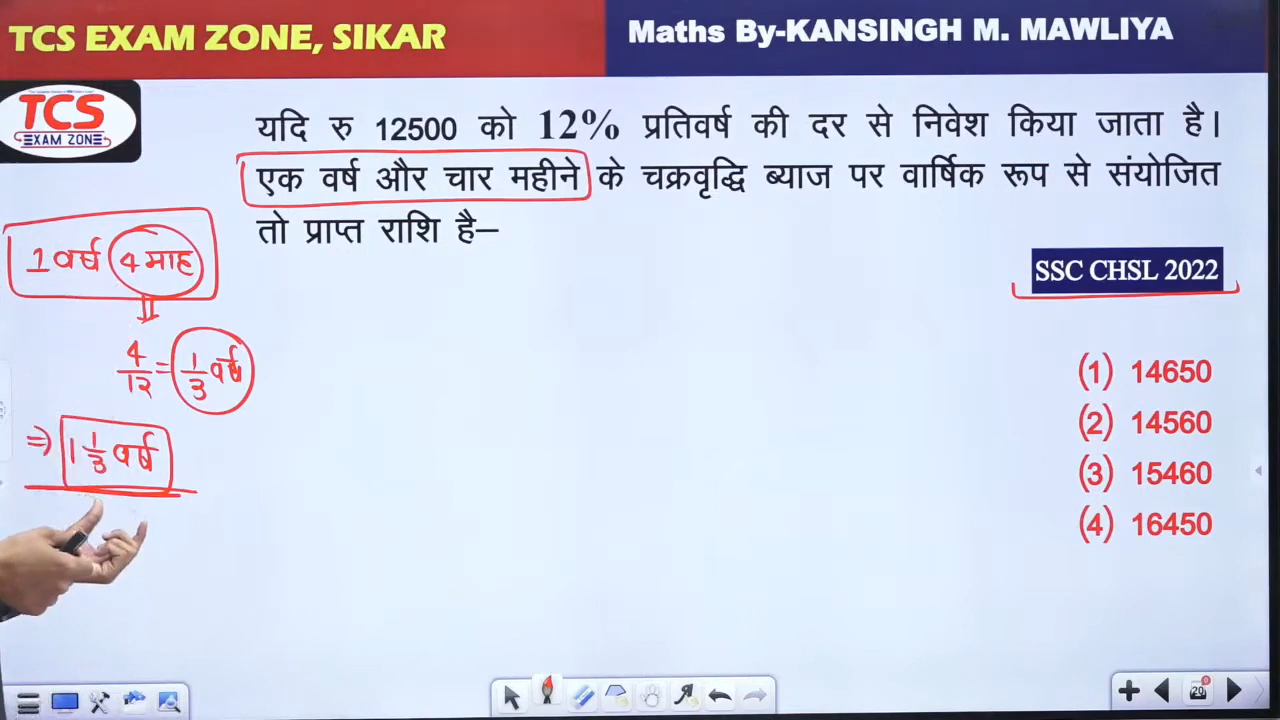 TCS EXAM ZONE, SIKAR
Maths By-KANSINGH M. MAWLIYA
TCS
EXAM ZONE
यदि रु 12500 को 12% प्रतिवर्ष की दर से निवेश किया जाता है।
एक वर्ष और चार महीने के चक्रवृद्धि ब्याज पर वार्षिक रूप से संयोजित
तो प्राप्त राशि है–
SSC CHSL 2022
1 वर्ष 4 माह
4/12 = 1/3 वर्ष
⇒ 1 1/3 वर्ष
(1) 14650
(2) 14560
(3) 15460
(4) 16450